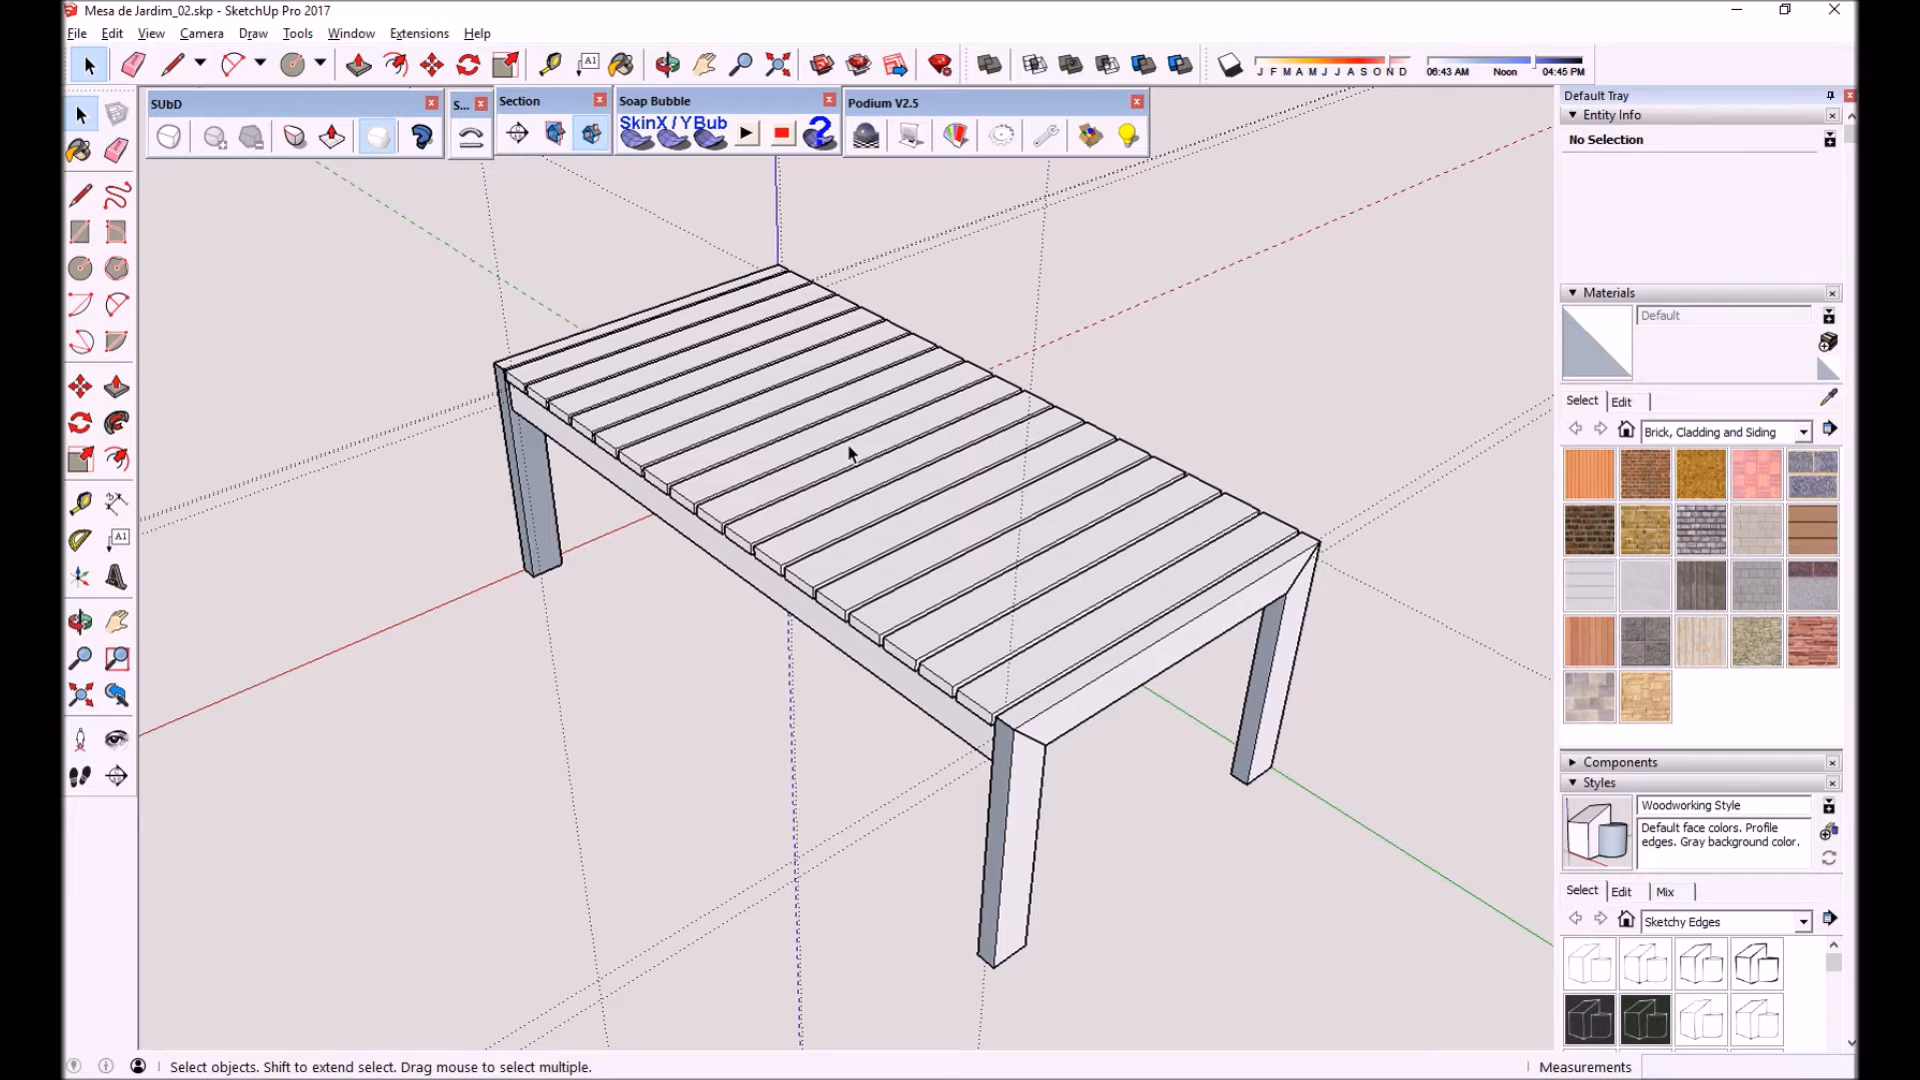 Mesa de Jardim_02.skp - SketchUp Pro 2017
File Edit View Camera Draw Tools Window Extensions Help
A1
J F M A M J J A S O N D
06:43 AM Noon 04:45 PM
SUbD
S...
Section
Soap Bubble
SkinX / YBub
Podium V2.5
A1
Default Tray
Entity Info
No Selection
Materials
Default
Select Edit
Brick, Cladding and Siding
Components
Styles
Woodworking Style
Default face colors. Profile
edges. Gray background color.
Select Edit Mix
Sketchy Edges
Select objects. Shift to extend select. Drag mouse to select multiple.
Measurements